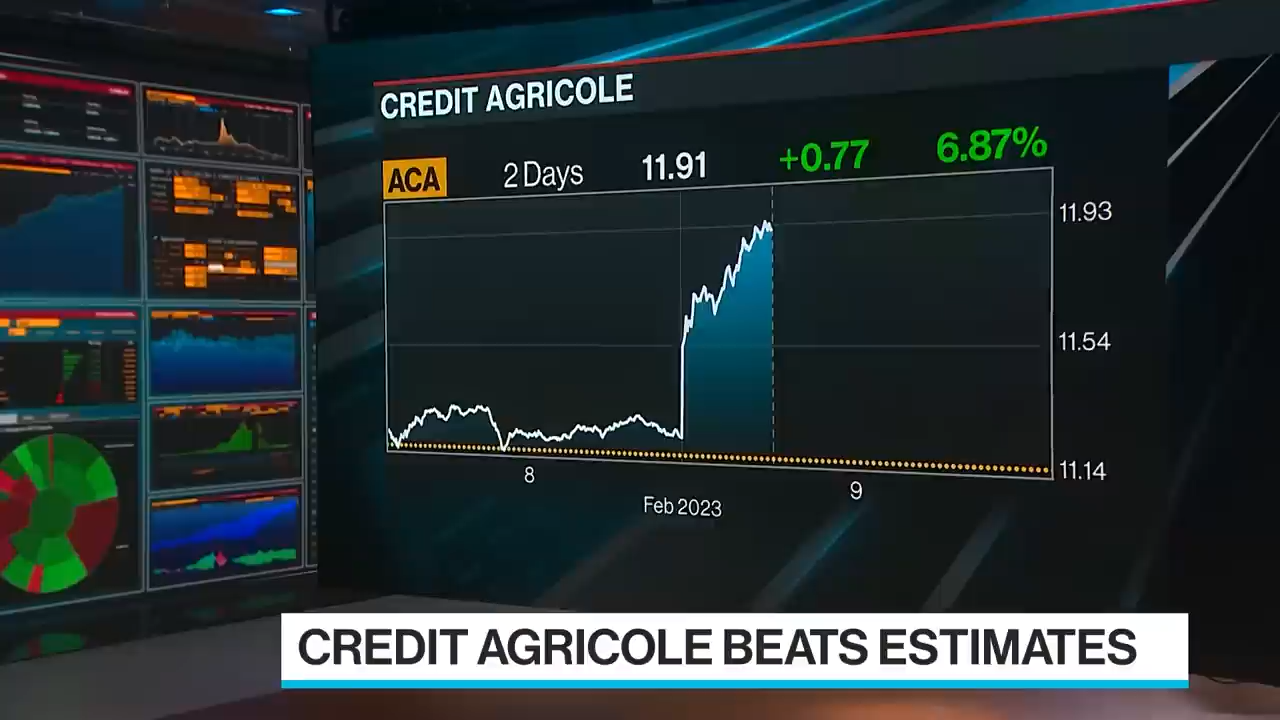 CREDIT AGRICOLE
ACA 2 Days 11.91 +0.77 6.87%
11.93
11.54
11.14
8 9
Feb 2023
CREDIT AGRICOLE BEATS ESTIMATES